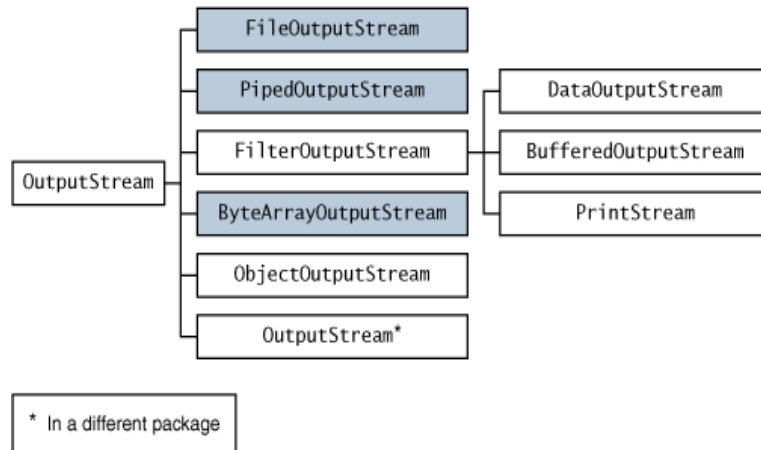 FileOutputStream
PipedOutputStream
DataOutputStream
FilterOutputStream
BufferedOutputStream
OutputStream
ByteArrayOutputStream
PrintStream
ObjectOutputStream
OutputStream*
* In a different package